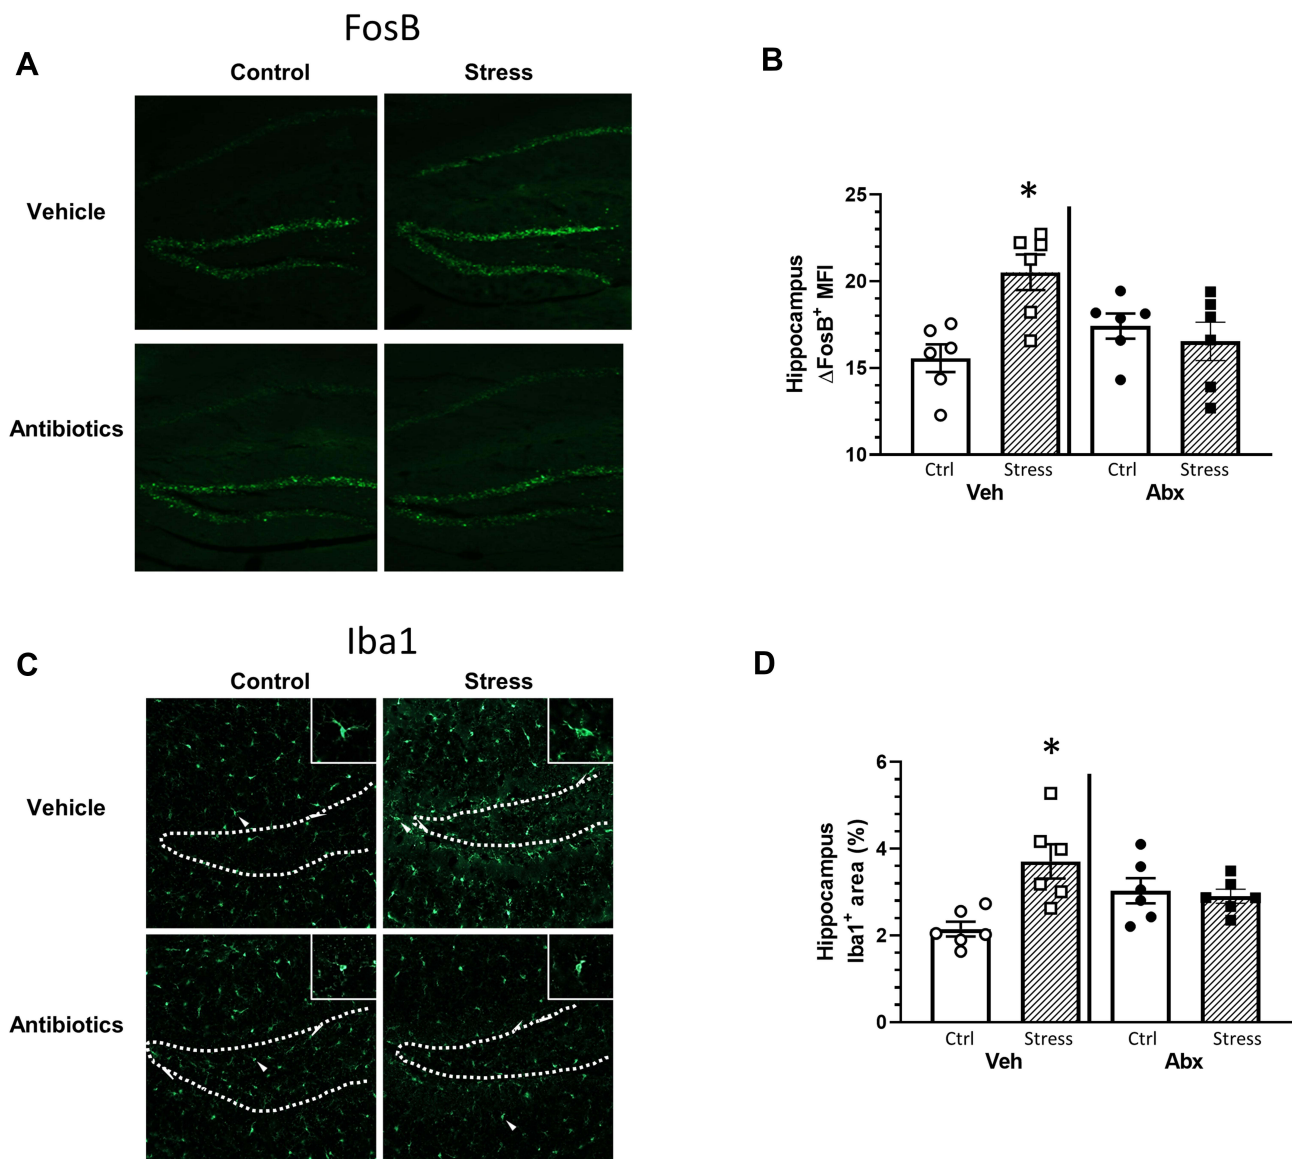 FosB
A
Control
Stress
Vehicle
Antibiotics
B
*
Hippocampus
ΔFosB⁺ MFI
25
20
15
10
Ctrl
Stress
Ctrl
Stress
Veh
Abx
Iba1
C
Control
Stress
Vehicle
Antibiotics
D
*
Hippocampus
Iba1⁺ area (%)
6
4
2
0
Ctrl
Stress
Ctrl
Stress
Veh
Abx